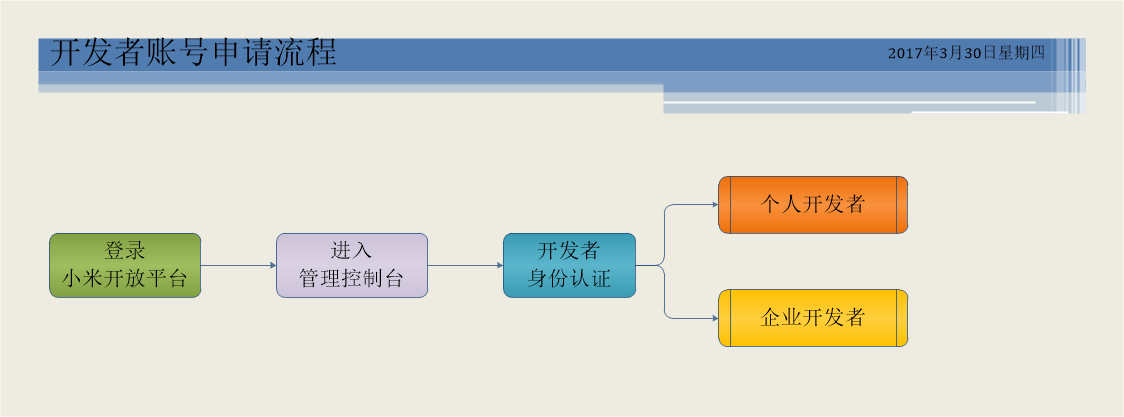 开发者账号申请流程
2017年3月30日星期四
登录
小米开放平台
进入
管理控制台
开发者
身份认证
个人开发者
企业开发者